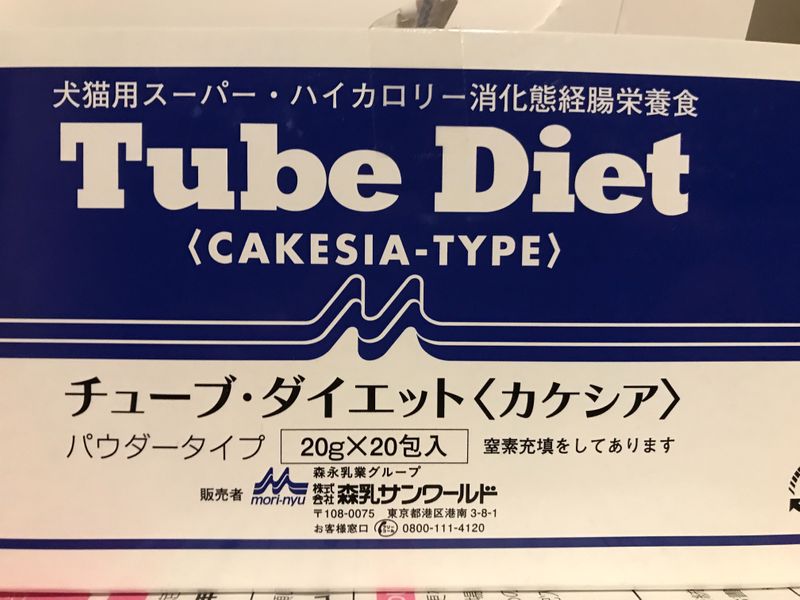 犬猫用スーパー・ハイカロリー消化態経腸栄養食
Tube Diet
〈CAKESIA-TYPE〉
チューブ・ダイエット〈カケシア〉
パウダータイプ 20g×20包入 窒素充填をしてあります
森永乳業グループ
販売者 mori-nyu 株式会社 森乳サンワールド
〒108-0075 東京都港区港南3-8-1
お客様窓口 0800-111-4120